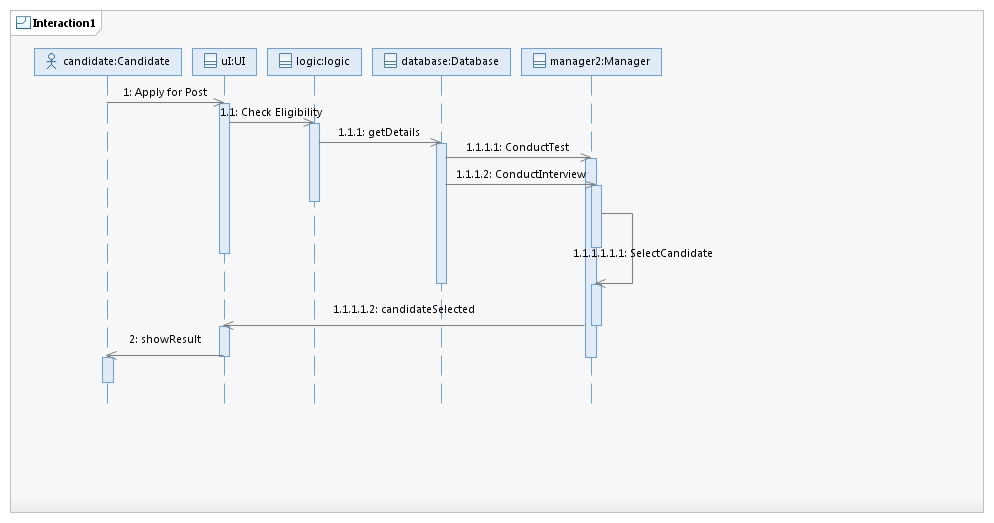 Interaction1
candidate:Candidate
uI:UI
logic:logic
database:Database
manager2:Manager
1: Apply for Post
1.1: Check Eligibility
1.1.1: getDetails
1.1.1.1: ConductTest
1.1.1.2: ConductInterview
1.1.1.1.1.1: SelectCandidate
1.1.1.1.2: candidateSelected
2: showResult